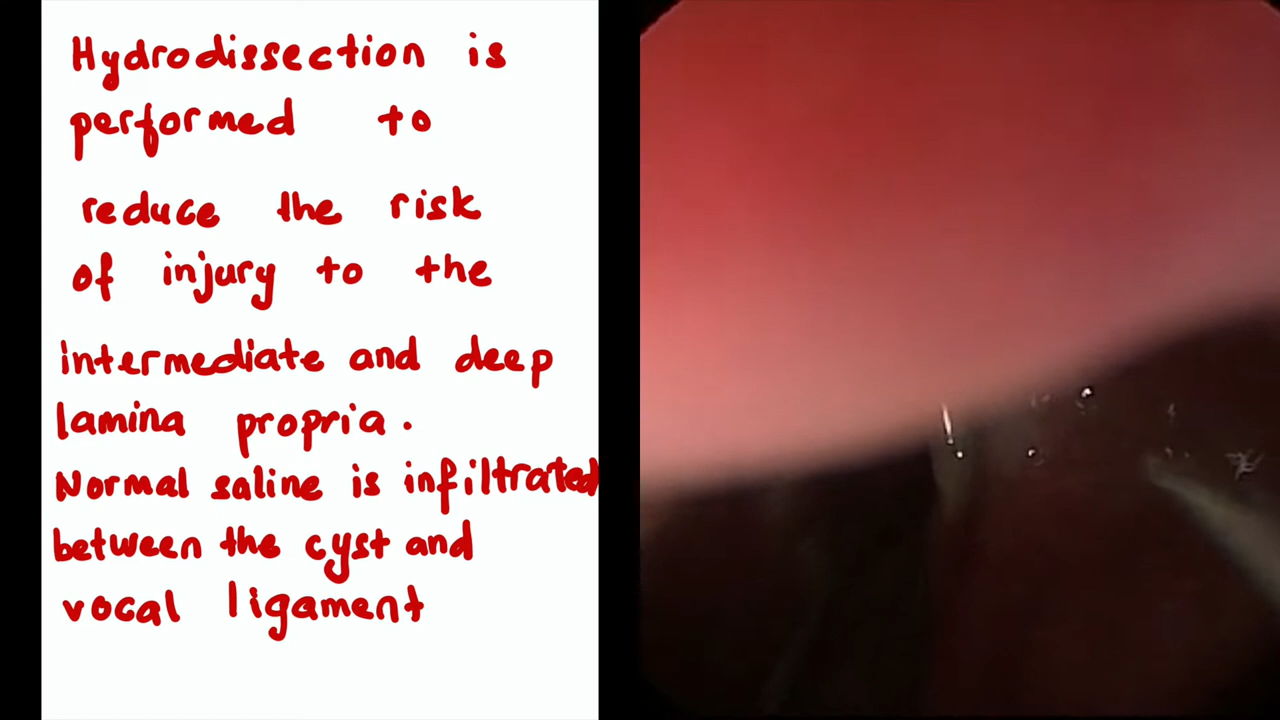 Hydrodissection is
performed to
reduce the risk
of injury to the
intermediate and deep
lamina propria.
Normal saline is infiltrated
between the cyst and
vocal ligament